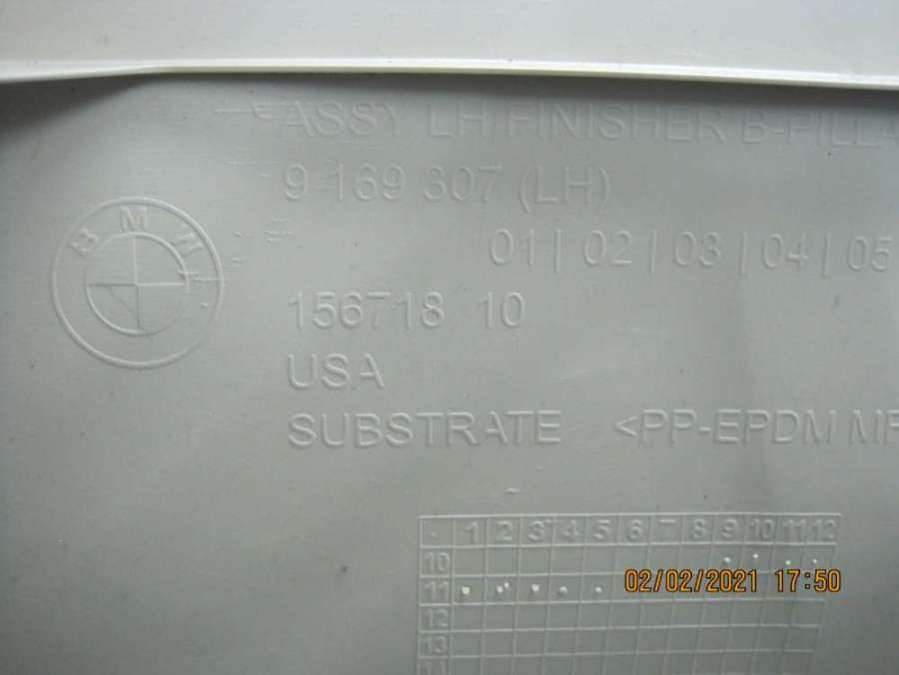 ASSY LH FINISHER B-PILLA
9 169 307 (LH)
BMW
01 | 02 | 03 | 04 | 05
156718 10
USA
SUBSTRATE <PP-EPDM
1 2 3 4 5 6 7 8 9 10 11 12
10
11
02/02/2021 17:50
12
13